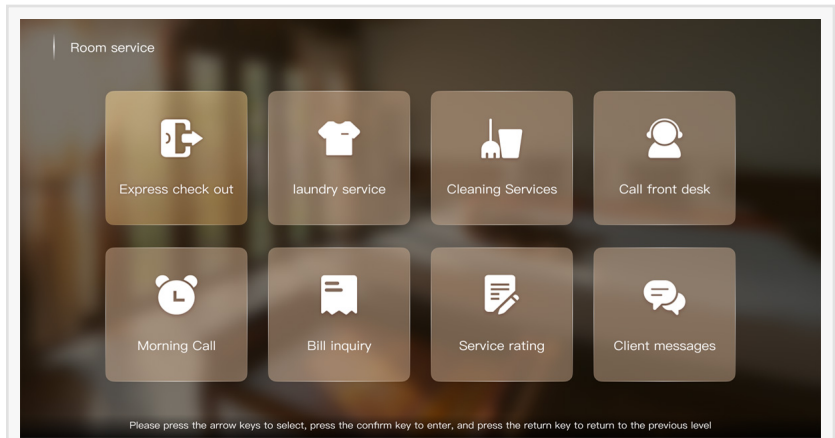 Room service
Express check out
laundry service
Cleaning Services
Call front desk
Morning Call
Bill inquiry
Service rating
Client messages
Please press the arrow keys to select, press the confirm key to enter, and press the return key to return to the previous level